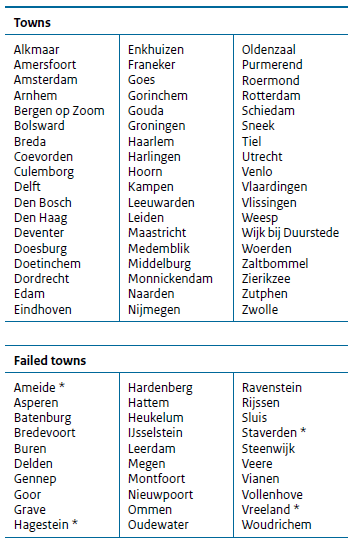 Towns
Alkmaar
Amersfoort
Amsterdam
Arnhem
Bergen op Zoom
Bolsward
Breda
Coevorden
Culemborg
Delft
Den Bosch
Den Haag
Deventer
Doesburg
Doetinchem
Dordrecht
Edam
Eindhoven
Enkhuizen
Franeker
Goes
Gorinchem
Gouda
Groningen
Haarlem
Harlingen
Hoorn
Kampen
Leeuwarden
Leiden
Maastricht
Medemblik
Middelburg
Monnickendam
Naarden
Nijmegen
Oldenzaal
Purmerend
Roermond
Rotterdam
Schiedam
Sneek
Tiel
Utrecht
Venlo
Vlaardingen
Vlissingen
Weesp
Wijk bij Duurstede
Woerden
Zaltbommel
Zierikzee
Zutphen
Zwolle
Failed towns
Ameide *
Asperen
Batenburg
Bredevoort
Buren
Delden
Gennep
Goor
Grave
Hagestein *
Hardenberg
Hattem
Heukelum
IJsselstein
Leerdam
Megen
Montfoort
Nieuwpoort
Ommen
Oudewater
Ravenstein
Rijssen
Sluis
Staverden *
Steenwijk
Veere
Vianen
Vollenhove
Vreeland *
Woudrichem